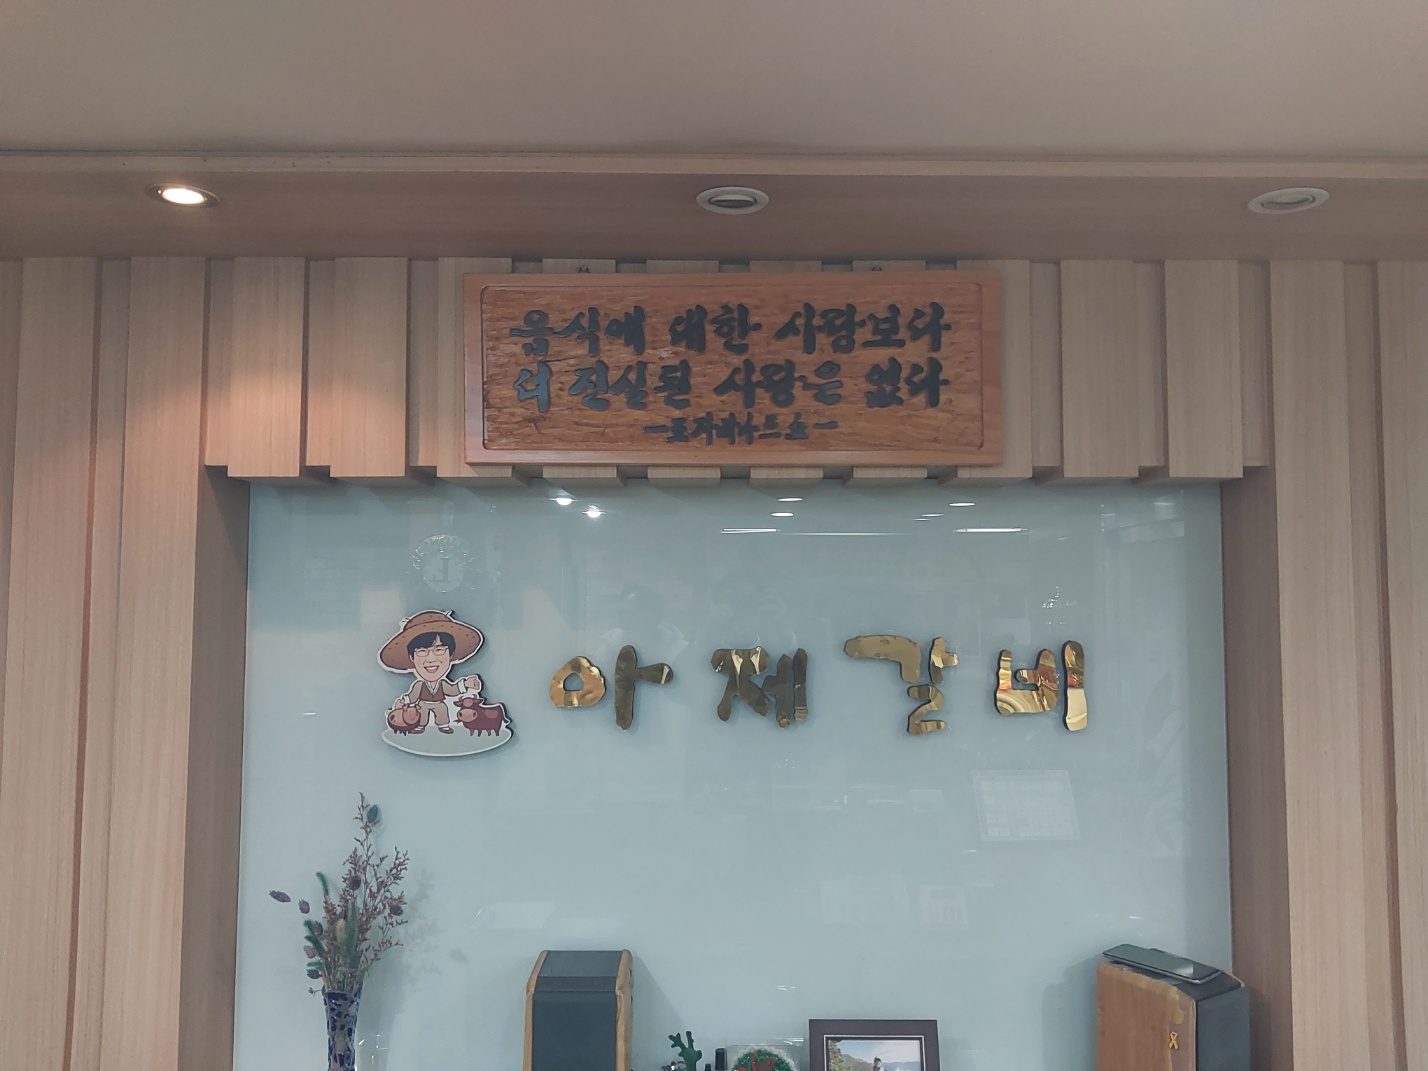 음식에 대한 사랑보다
더 진실된 사랑은 없다
-조지버나드쇼-
아 제 갈 비